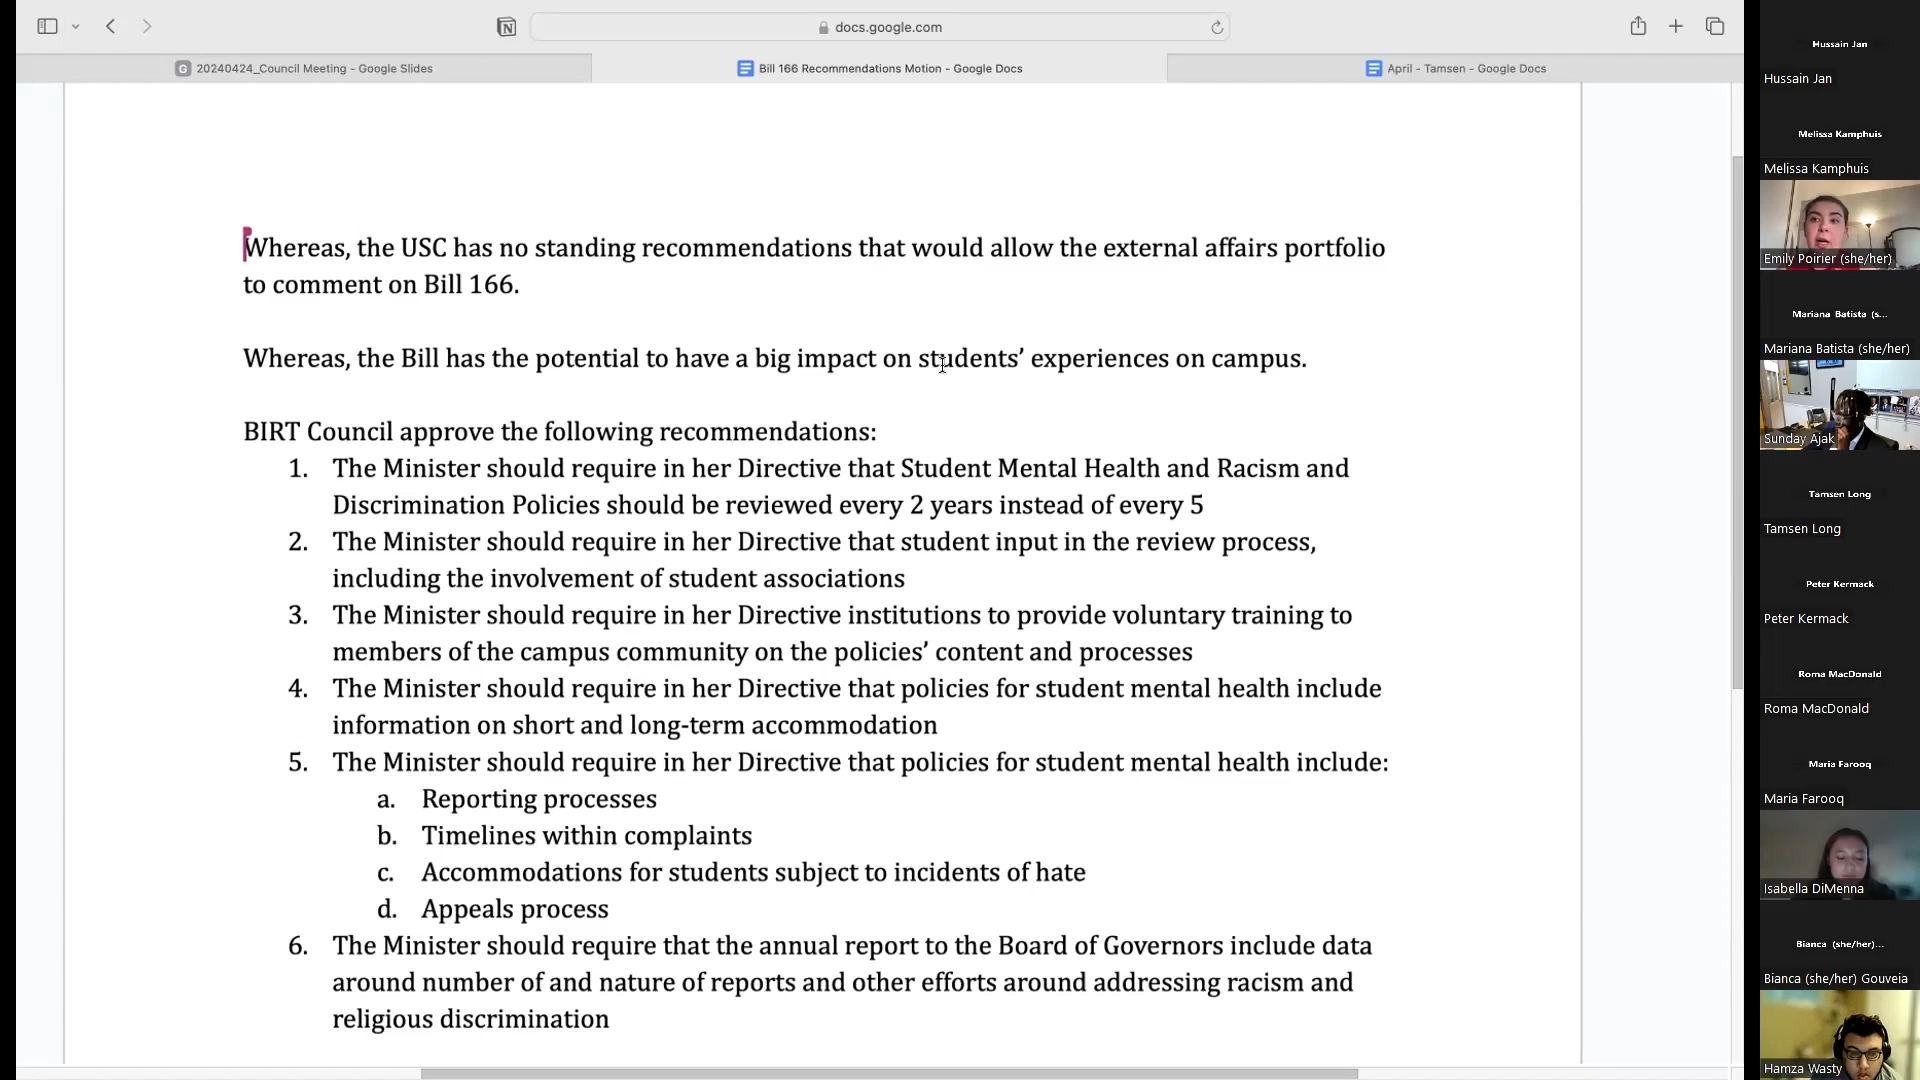 docs.google.com
20240424_Council Meeting - Google Slides
Bill 166 Recommendations Motion - Google Docs
April - Tamsen - Google Docs
Whereas, the USC has no standing recommendations that would allow the external affairs portfolio
to comment on Bill 166.
Whereas, the Bill has the potential to have a big impact on students’ experiences on campus.
BIRT Council approve the following recommendations:
1. The Minister should require in her Directive that Student Mental Health and Racism and
Discrimination Policies should be reviewed every 2 years instead of every 5
2. The Minister should require in her Directive that student input in the review process,
including the involvement of student associations
3. The Minister should require in her Directive institutions to provide voluntary training to
members of the campus community on the policies’ content and processes
4. The Minister should require in her Directive that policies for student mental health include
information on short and long-term accommodation
5. The Minister should require in her Directive that policies for student mental health include:
a. Reporting processes
b. Timelines within complaints
c. Accommodations for students subject to incidents of hate
d. Appeals process
6. The Minister should require that the annual report to the Board of Governors include data
around number of and nature of reports and other efforts around addressing racism and
religious discrimination
Hussain Jan
Hussain Jan
Melissa Kamphuis
Melissa Kamphuis
Emily Poirier (she/her)
Mariana Batista (s...
Mariana Batista (she/her)
Sunday Ajak
Tamsen Long
Tamsen Long
Peter Kermack
Peter Kermack
Roma MacDonald
Roma MacDonald
Maria Farooq
Maria Farooq
Isabella DiMenna
Bianca (she/her)...
Bianca (she/her) Gouveia
Hamza Wasty